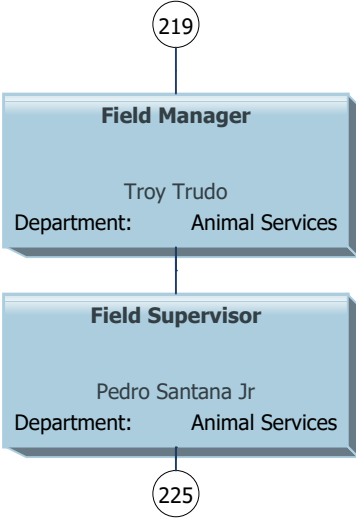 219
Field Manager
Troy Trudo
Department: Animal Services
Field Supervisor
Pedro Santana Jr
Department: Animal Services
225